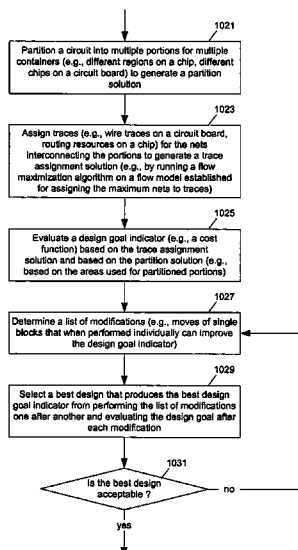 1021
Partition a circuit into multiple portions for multiple
containers (e.g., different regions on a chip, different
chips on a circuit board) to generate a partition
solution
1023
Assign traces (e.g., wire traces on a circuit board,
routing resources on a chip) for the nets
interconnecting the portions to generate a trace
assignment solution (e.g., by running a flow
maximization algorithm on a flow model established
for assigning the maximum nets to traces)
1025
Evaluate a design goal indicator (e.g., a cost
function) based on the trace assignment
solution and based on the partition solution (e.g.,
based on the areas used for partitioned portions)
1027
Determine a list of modifications (e.g., moves of single
blocks that when performed individually can improve
the design goal indicator)
1029
Select a best design that produces the best design
goal indicator from performing the list of modifications
one after another and evaluating the design goal after
each modification
1031
Is the best design
acceptable ?
no
yes